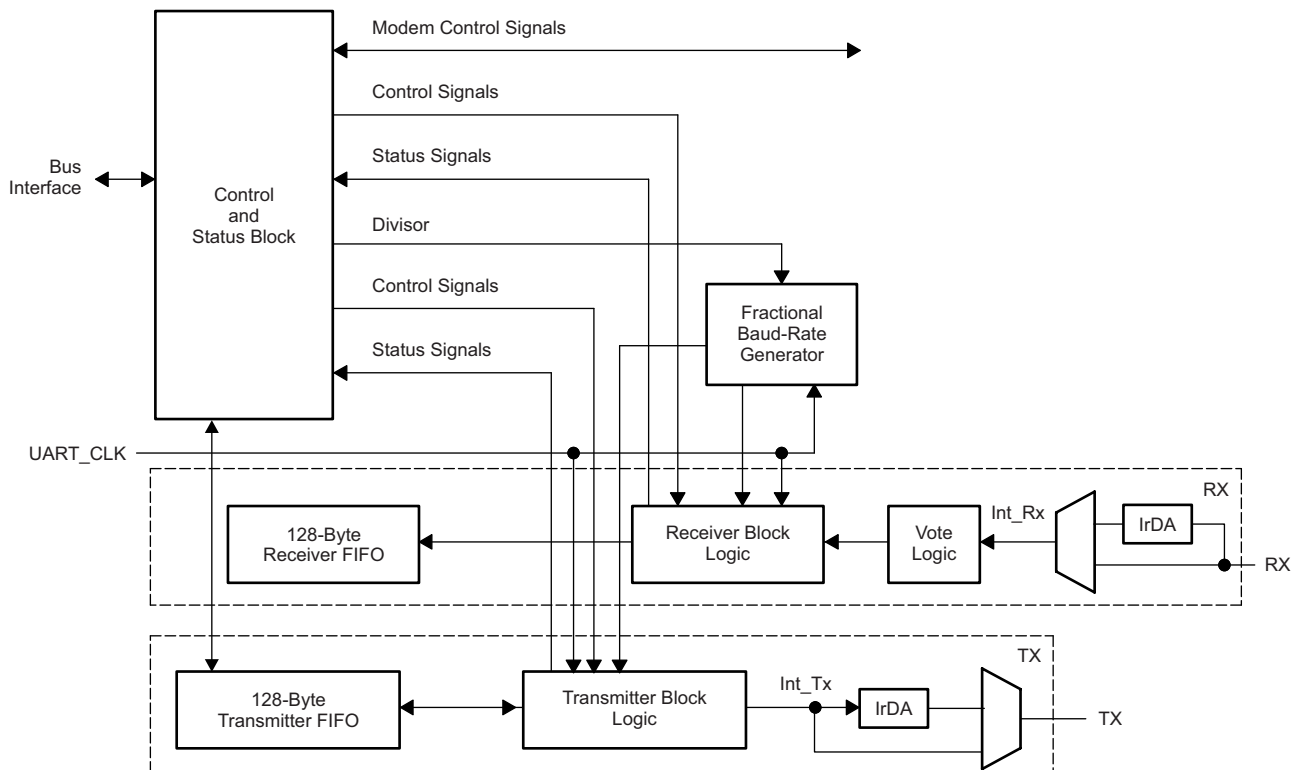 Modem Control Signals
Control Signals
Status Signals
Bus
Interface
Control
and
Status Block
Divisor
Control Signals
Fractional
Baud-Rate
Generator
Status Signals
UART_CLK
RX
128-Byte
Receiver FIFO
Receiver Block
Logic
Vote
Logic
Int_Rx
IrDA
RX
TX
128-Byte
Transmitter FIFO
Transmitter Block
Logic
Int_Tx
IrDA
TX